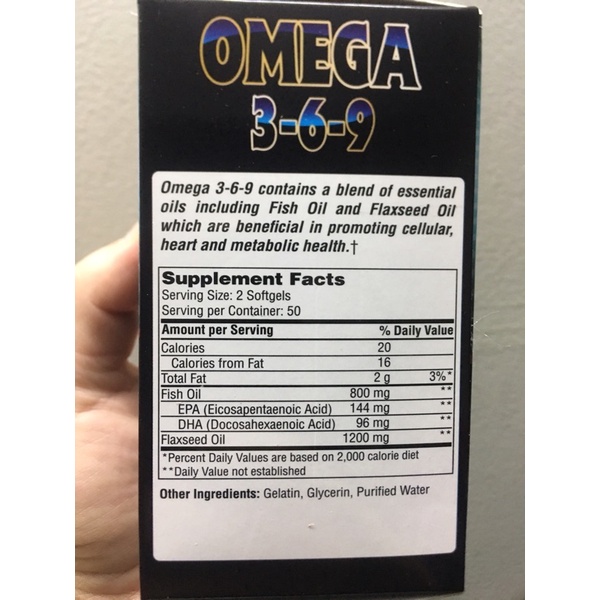 OMEGA
3-6-9
Omega 3-6-9 contains a blend of essential
oils including Fish Oil and Flaxseed Oil
which are beneficial in promoting cellular,
heart and metabolic health.†
Supplement Facts
Serving Size: 2 Softgels
Serving per Container: 50
Amount per Serving % Daily Value
Calories 20
Calories from Fat 16
Total Fat 2 g 3%*
Fish Oil 800 mg **
EPA (Eicosapentaenoic Acid) 144 mg **
DHA (Docosahexaenoic Acid) 96 mg **
Flaxseed Oil 1200 mg **
*Percent Daily Values are based on 2,000 calorie diet
**Daily Value not established
Other Ingredients: Gelatin, Glycerin, Purified Water